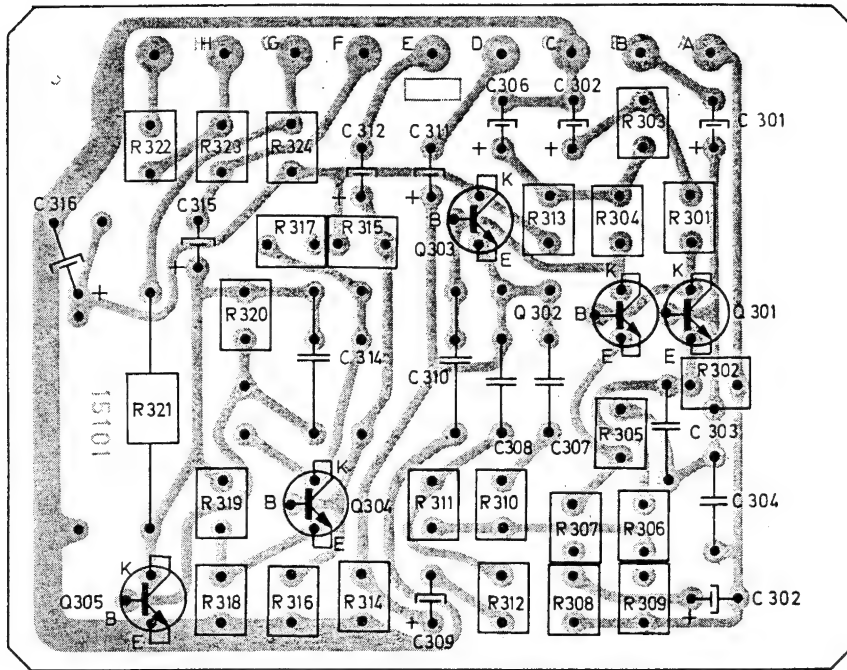 H G F E D C B A
C306 C302
C312 C311 R303 C301
R322 R323 R324
K
C316 C315 R317 R315 B R313 R304 R301
Q303
E K K
R320 Q302 B Q301
C314 E E
C310 R302
R321
15101
C308 C307 R305 C303
K
R319 B Q304 R311 R310 R307 R306 C304
E
K
Q305 B R318 R316 R314 R312 R308 R309 C302
E C309